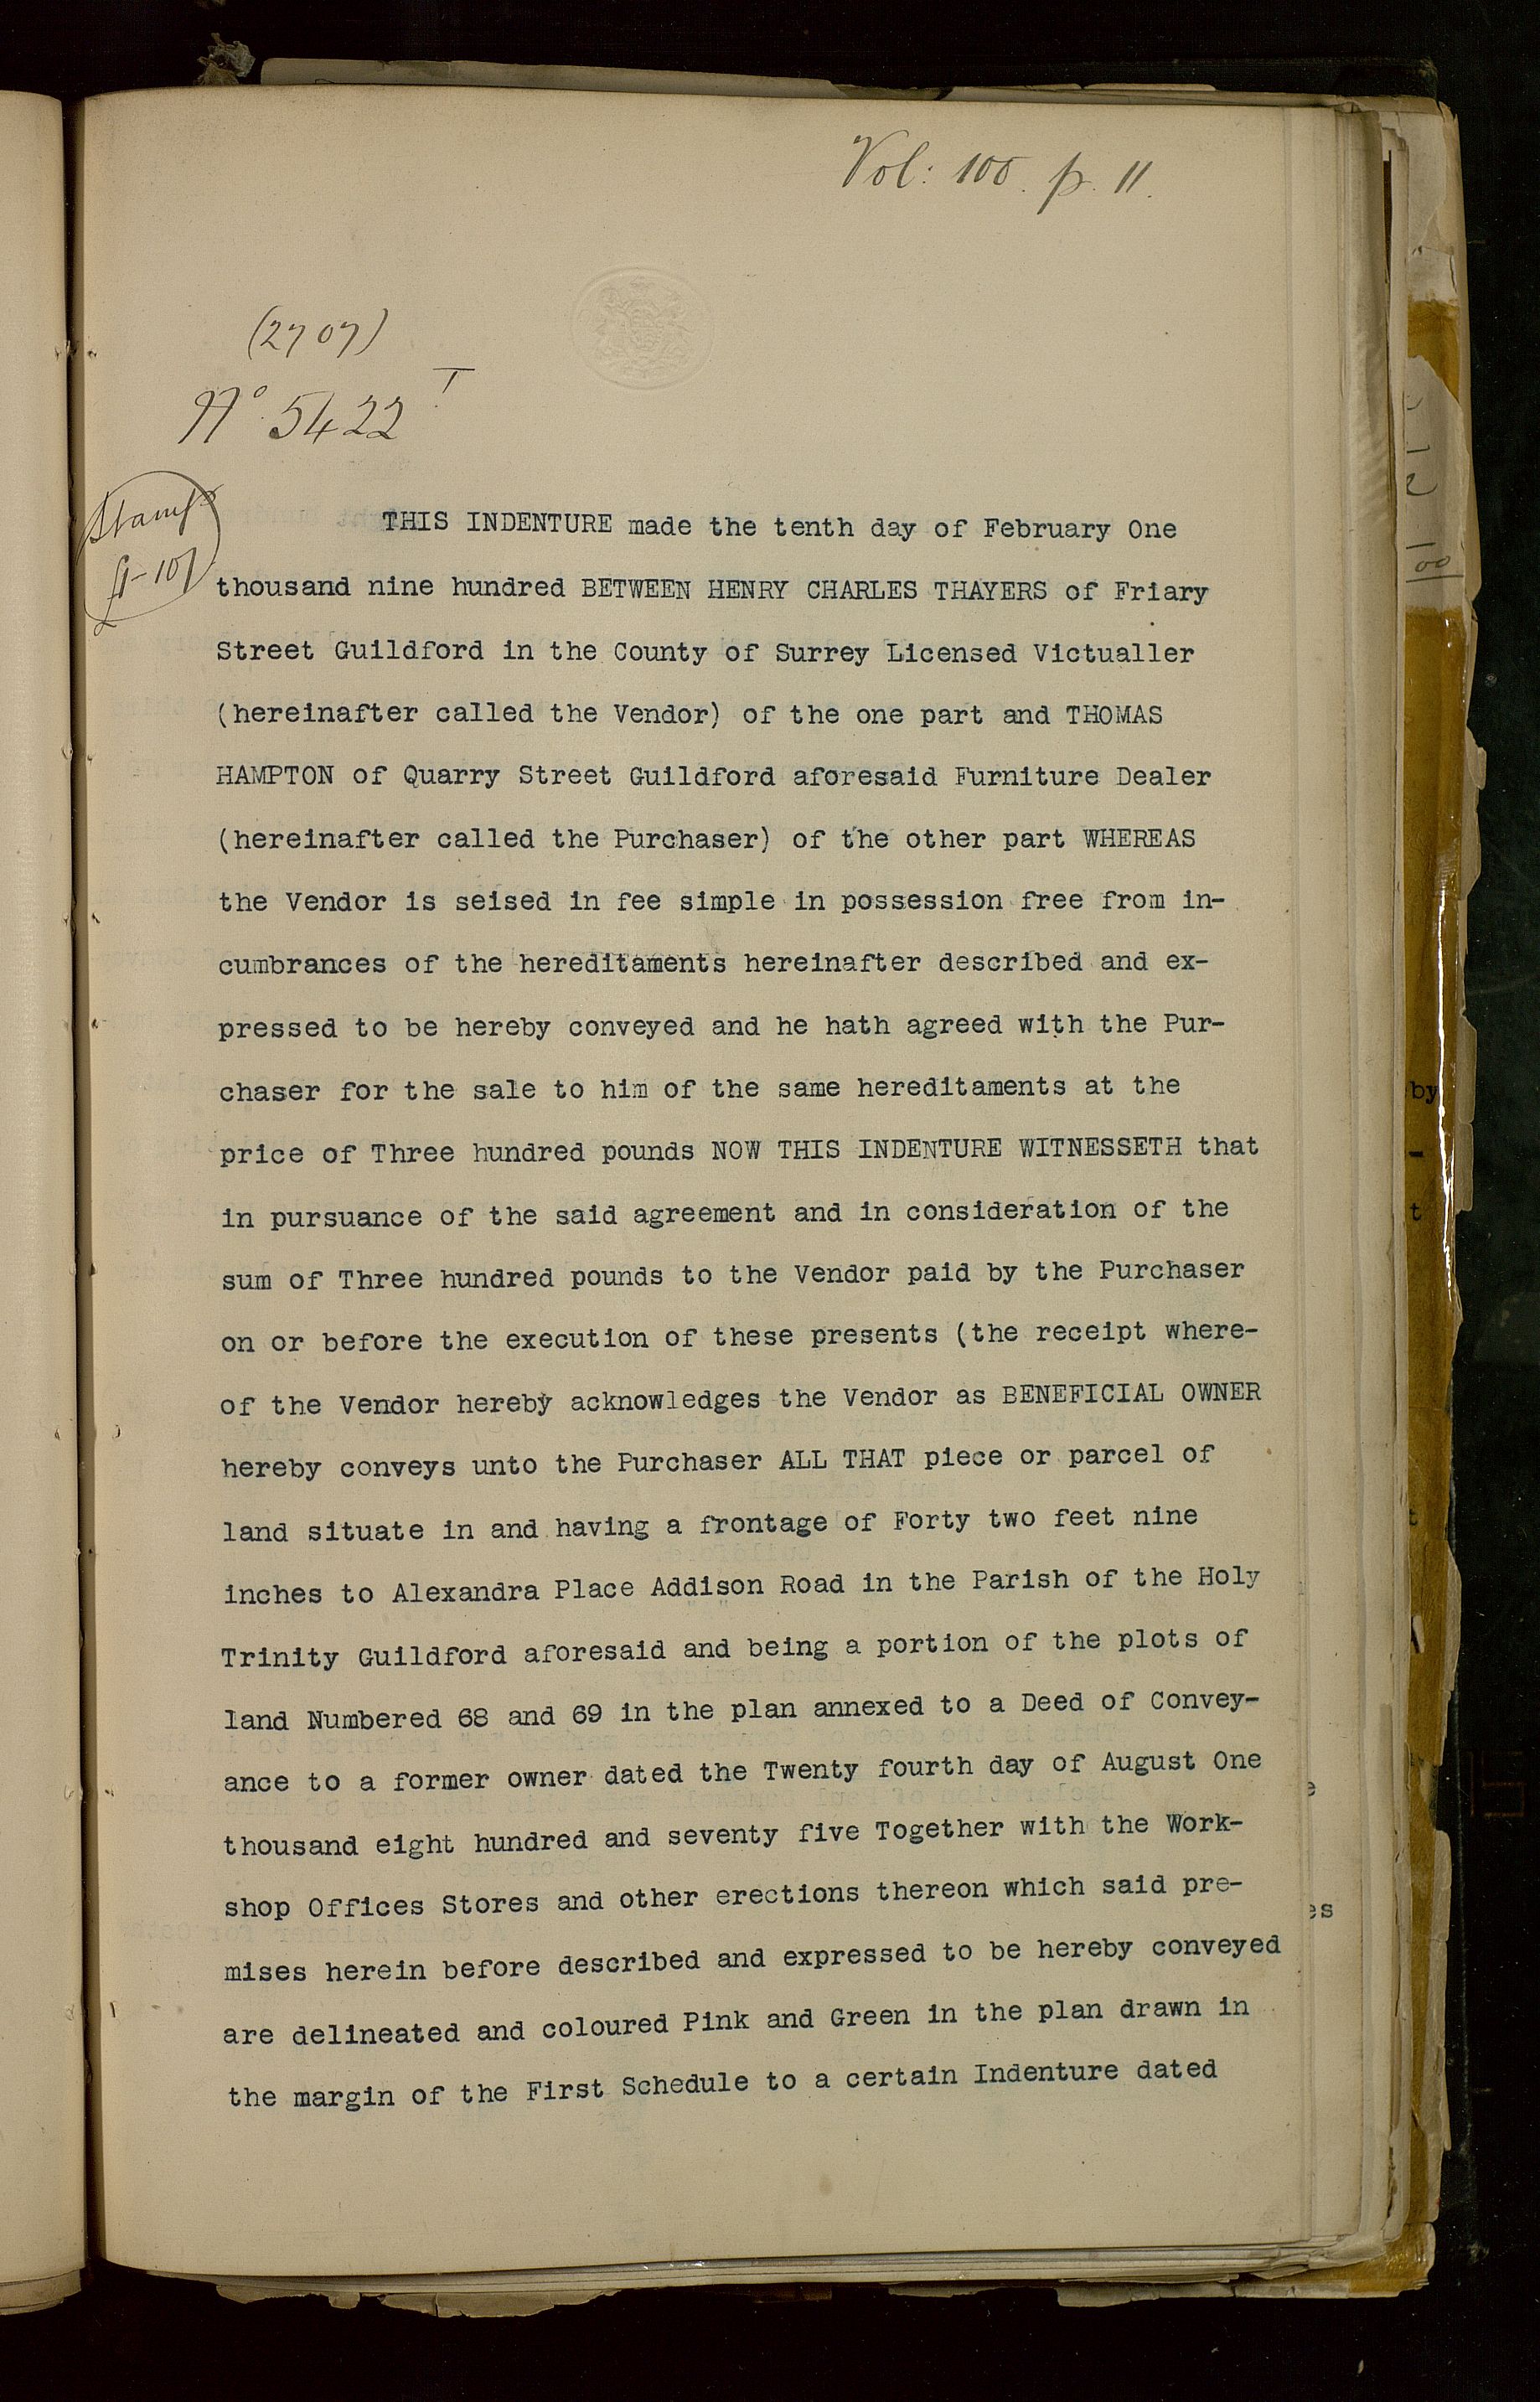 Vol: 100. p. 11.
(2707)
No. 5422 T
Stamp
£1-10/
THIS INDENTURE made the tenth day of February One
thousand nine hundred BETWEEN HENRY CHARLES THAYERS of Friary
Street Guildford in the County of Surrey Licensed Victualler
(hereinafter called the Vendor) of the one part and THOMAS
HAMPTON of Quarry Street Guildford aforesaid Furniture Dealer
(hereinafter called the Purchaser) of the other part WHEREAS
the Vendor is seised in fee simple in possession free from in-
cumbrances of the hereditaments hereinafter described and ex-
pressed to be hereby conveyed and he hath agreed with the Pur-
chaser for the sale to him of the same hereditaments at the
price of Three hundred pounds NOW THIS INDENTURE WITNESSETH that
in pursuance of the said agreement and in consideration of the
sum of Three hundred pounds to the Vendor paid by the Purchaser
on or before the execution of these presents (the receipt where-
of the Vendor hereby acknowledges the Vendor as BENEFICIAL OWNER
hereby conveys unto the Purchaser ALL THAT piece or parcel of
land situate in and having a frontage of Forty two feet nine
inches to Alexandra Place Addison Road in the Parish of the Holy
Trinity Guildford aforesaid and being a portion of the plots of
land Numbered 68 and 69 in the plan annexed to a Deed of Convey-
ance to a former owner dated the Twenty fourth day of August One
thousand eight hundred and seventy five Together with the Work-
shop Offices Stores and other erections thereon which said pre-
mises herein before described and expressed to be hereby conveyed
are delineated and coloured Pink and Green in the plan drawn in
the margin of the First Schedule to a certain Indenture dated
by
-
t
t
e
es